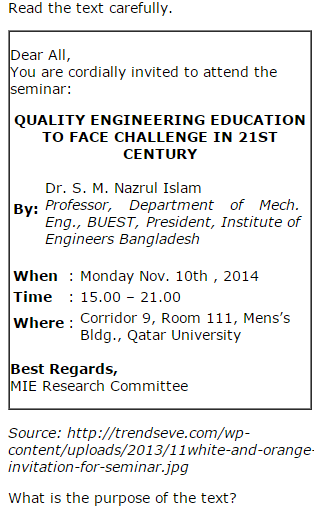 Read the text carefully.
Dear All,
You are cordially invited to attend the
seminar:
QUALITY ENGINEERING EDUCATION
TO FACE CHALLENGE IN 21ST
CENTURY
Dr. S. M. Nazrul Islam
By: Professor, Department of Mech.
Eng., BUEST, President, Institute of
Engineers Bangladesh
When : Monday Nov. 10th , 2014
Time : 15.00 – 21.00
Where : Corridor 9, Room 111, Mens's
Bldg., Qatar University
Best Regards,
MIE Research Committee
Source: http://trendseve.com/wp-
content/uploads/2013/11white-and-orange-
invitation-for-seminar.jpg
What is the purpose of the text?